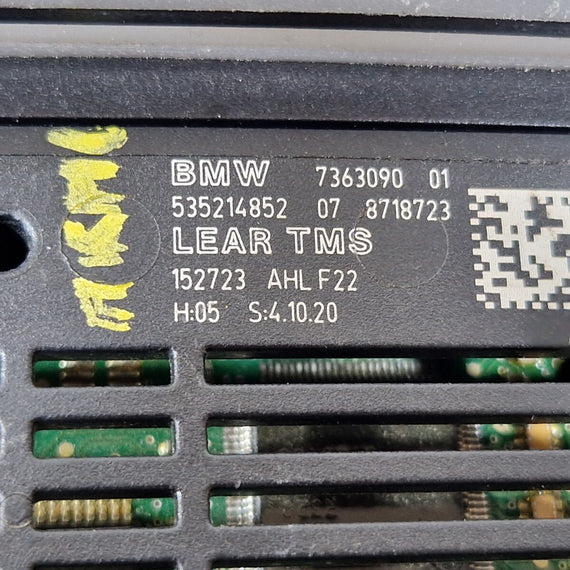 BMW 7363090 01
535214852 07 8718723
LEAR TMS
152723 AHL F22
H:05 S:4.10.20